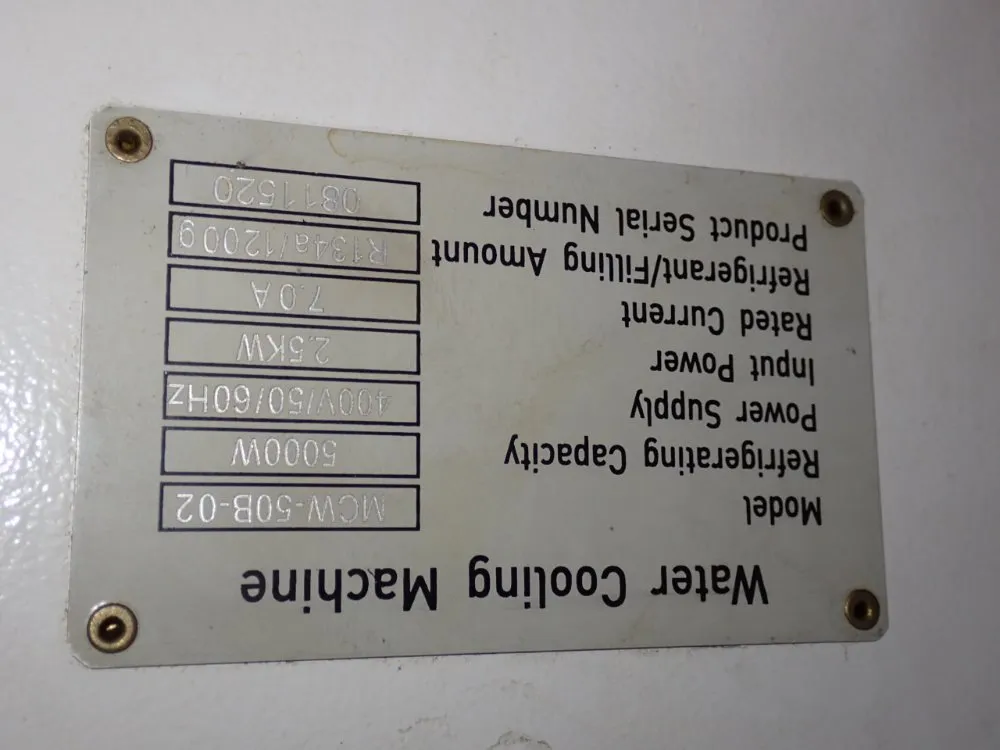 Water Cooling Machine
Model MCW-50B-02
Refrigerating Capacity 5000W
Power Supply 400V/50/60Hz
Input Power 2.5KW
Rated Current 7.0A
Refrigerant/Filling Amount R134a/1200g
Product Serial Number 0811520